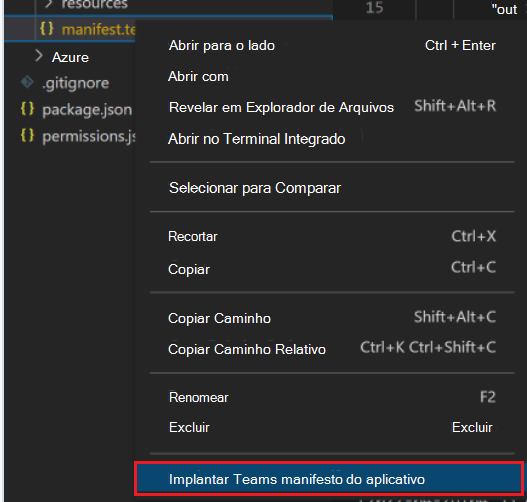 resources
15
"out
manifest.te
Azure
.gitignore
package.json
permissions.js
Abrir para o lado Ctrl + Enter
Abrir com
Revelar em Explorador de Arquivos Shift+Alt+R
Abrir no Terminal Integrado
Selecionar para Comparar
Recortar Ctrl+X
Copiar Ctrl+C
Copiar Caminho Shift+Alt+C
Copiar Caminho Relativo Ctrl+K Ctrl+Shift+C
Renomear F2
Excluir Excluir
Implantar Teams manifesto do aplicativo